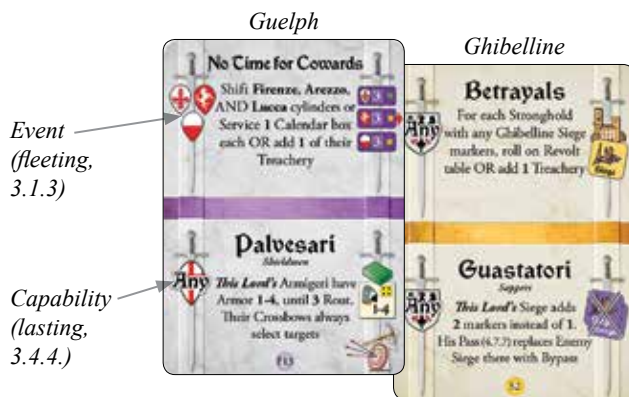 Guelph
Ghibelline
Event
(fleeting,
3.1.3)
Capability
(lasting,
3.4.4.)
No Time for Cowards
Shift Firenze, Arezzo,
AND Lucca cylinders or
Service 1 Calendar box
each OR add 1 of their
Treachery
3
3
3
Palvesari
Shieldmen
Any
This Lord's Armigeri have
Armor 1-4, until 3 Rout.
Their Crossbows always
select targets
1-4
F13
Betrayals
Any
For each Stronghold
with any Ghibelline Siege
markers, roll on Revolt
table OR add 1 Treachery
Siege
Guastatori
Sappers
Any
This Lord's Siege adds
2 markers instead of 1.
His Pass (4.7.7) replaces Enemy
Siege there with Bypass